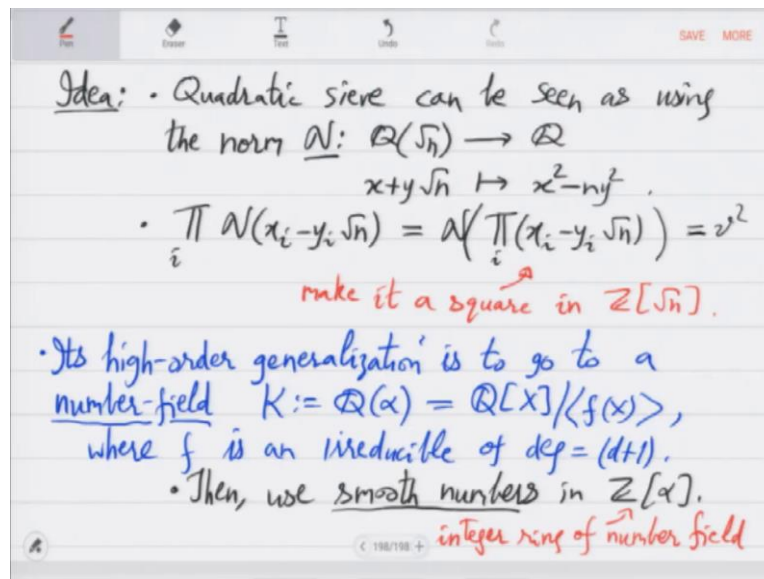 Pen Eraser Text Undo Redo SAVE MORE
Idea: · Quadratic sieve can be seen as using
the norm N: ℚ(√n) → ℚ
x+y√n ↦ x²-ny².
· ∏ᵢ N(xᵢ-yᵢ√n) = N(∏ᵢ(xᵢ-yᵢ√n)) = v²
make it a square in ℤ[√n].
· Its high-order generalization is to go to a
number-field K := ℚ(α) = ℚ[X]/⟨f(x)⟩,
where f is an irreducible of deg = (d+1).
· Then, use smooth numbers in ℤ[α].
< 198/198 + integer ring of number field